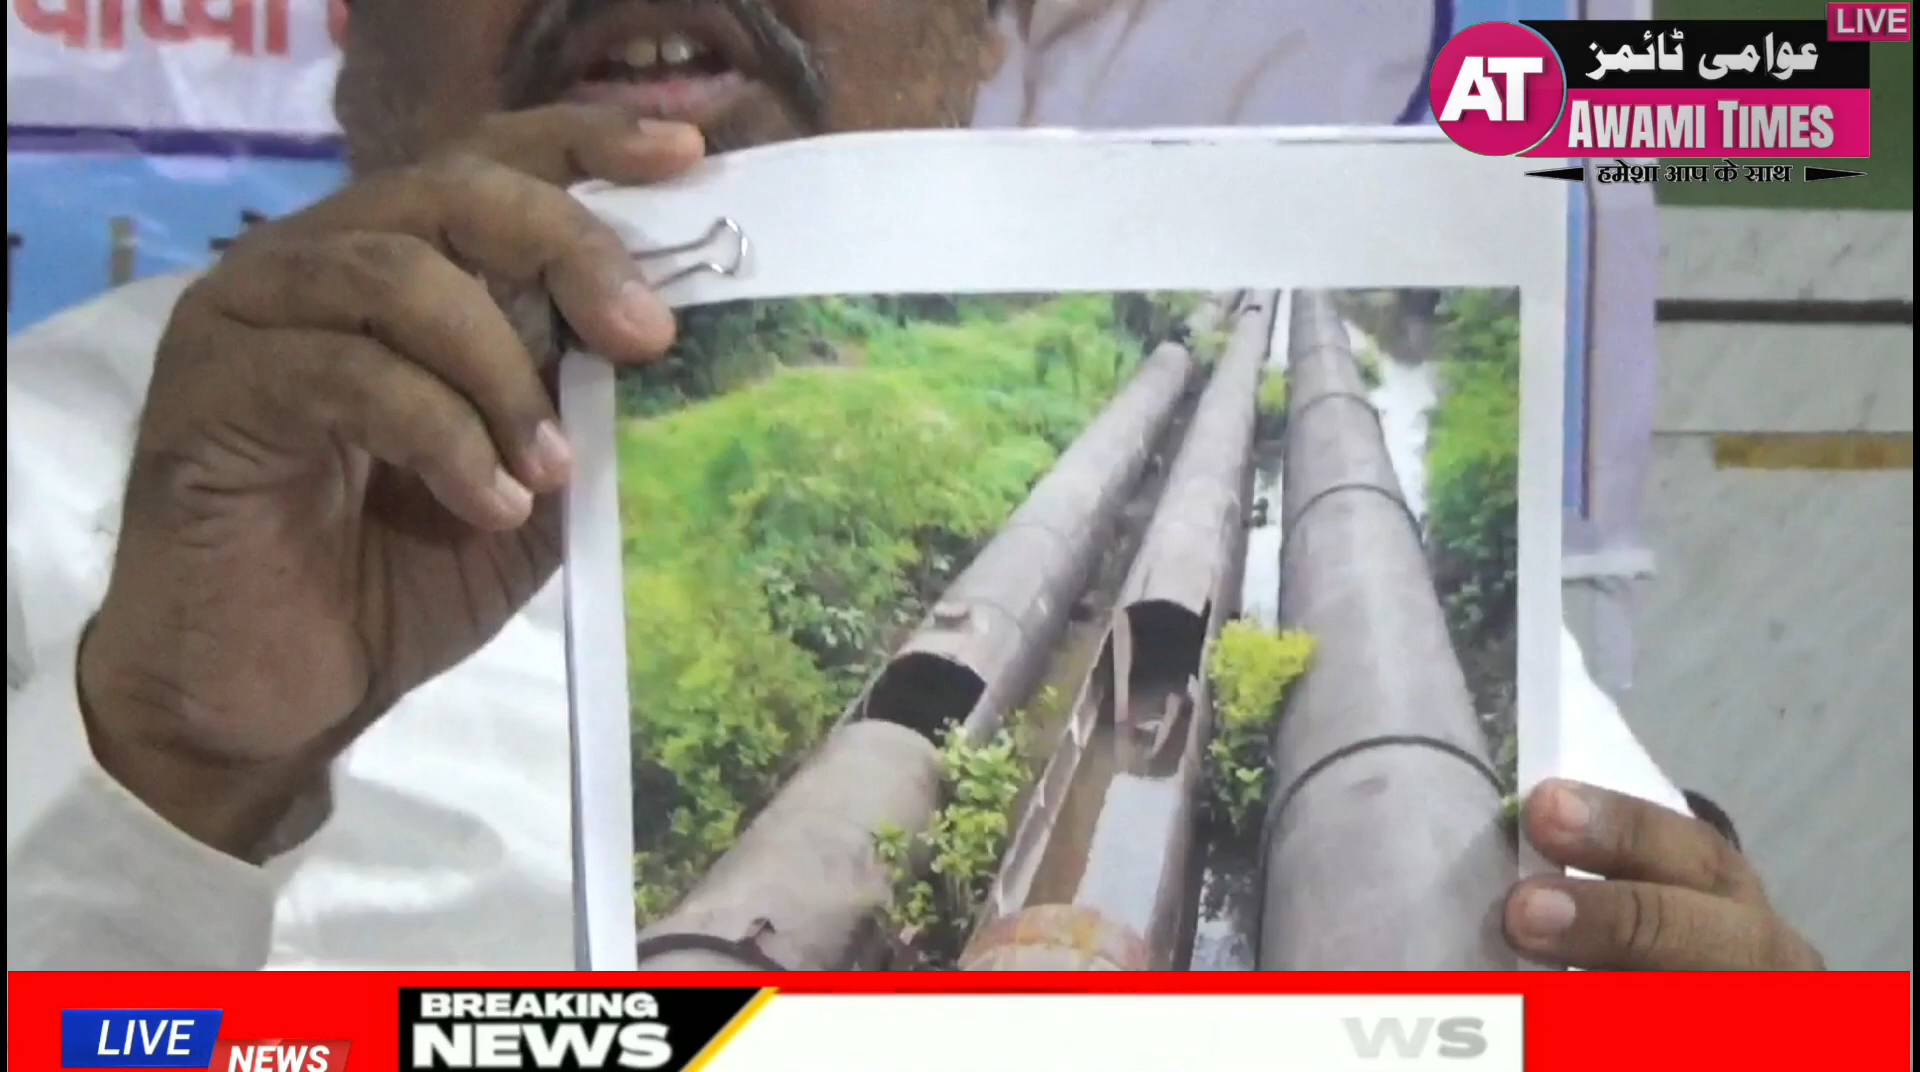 LIVE
عوامی ٹائمز
AT
AWAMI TIMES
हमेशा आप के साथ
LIVE
NEWS
BREAKING
NEWS
WS